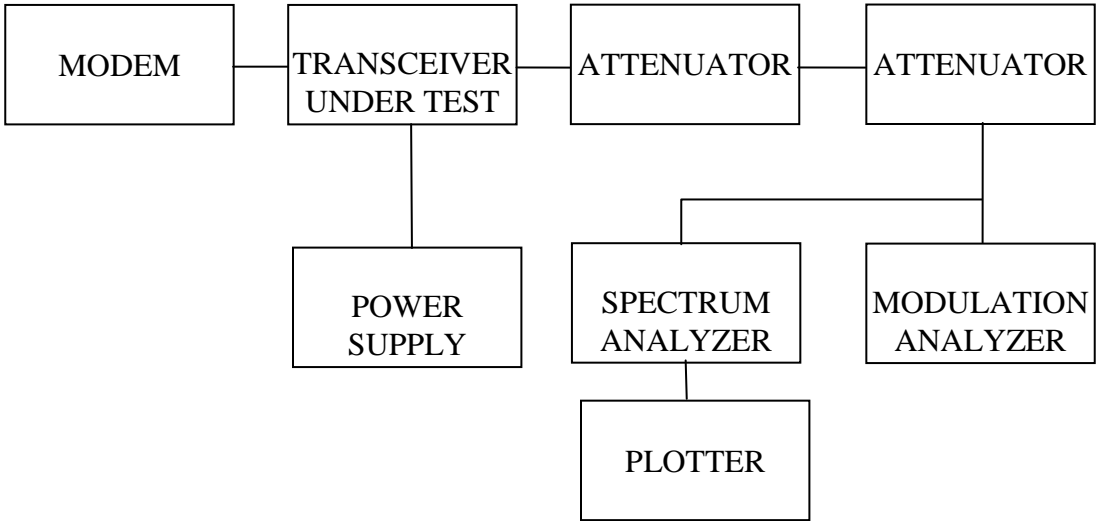 MODEM
TRANSCEIVER
UNDER TEST
ATTENUATOR
ATTENUATOR
POWER
SUPPLY
SPECTRUM
ANALYZER
MODULATION
ANALYZER
PLOTTER